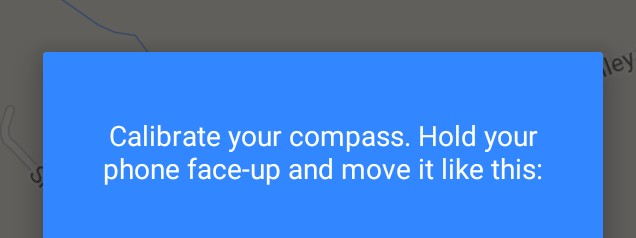 Calibrate your compass. Hold your
phone face-up and move it like this: